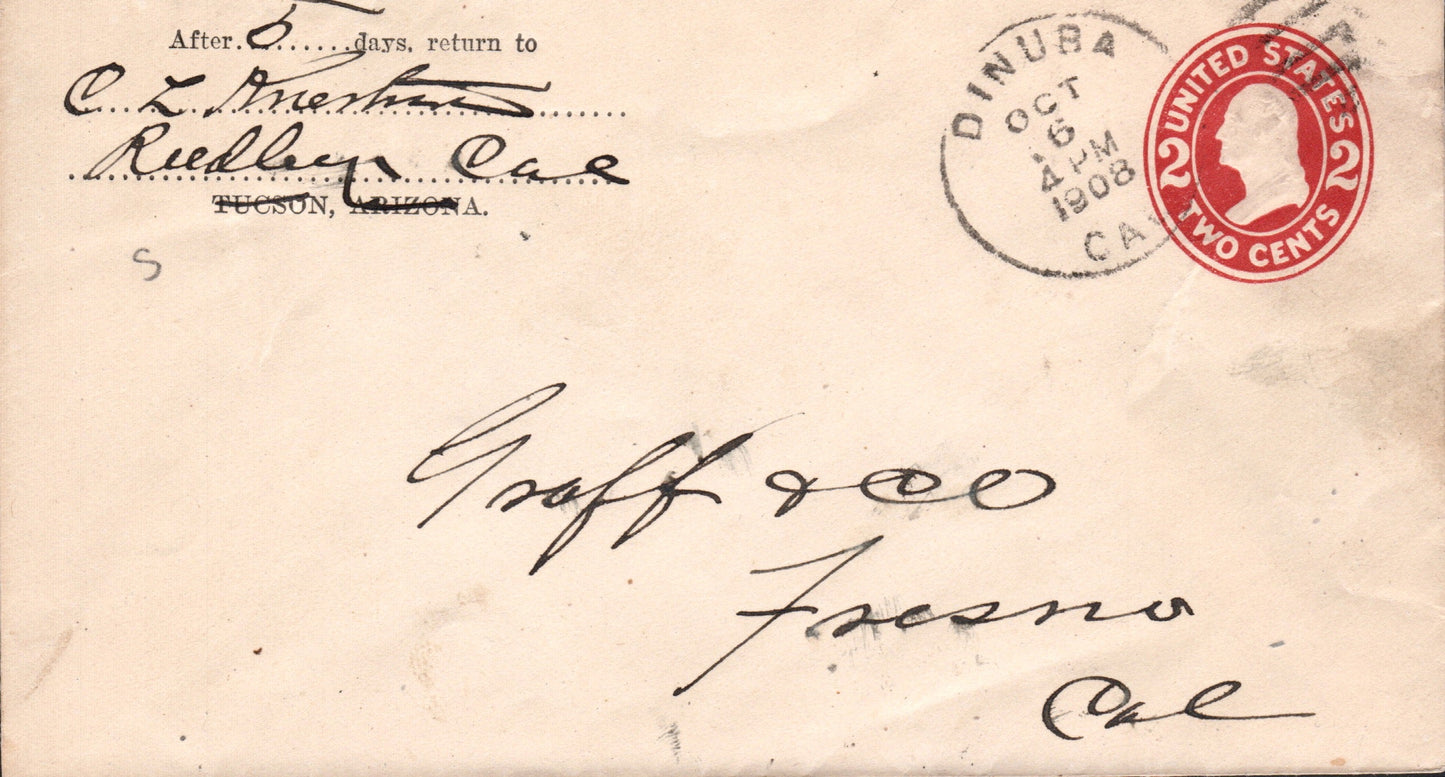 After 5 days, return to
C L
Reedley Cal
TUCSON, ARIZONA.
DINUBA
OCT
6
4 PM
1908
CAL
UNITED STATES
2 2
TWO CENTS
S
Graff & CO
Fresno
Cal